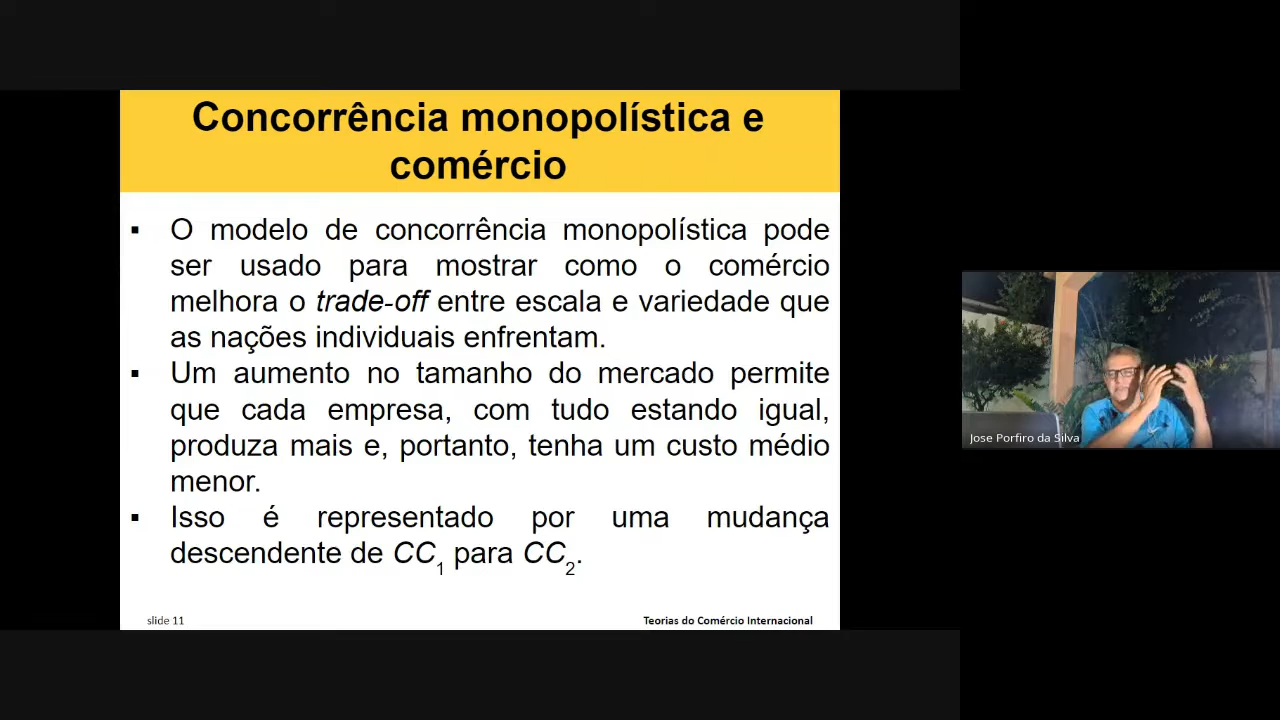 Concorrência monopolística e
comércio
▪ O modelo de concorrência monopolística pode
ser usado para mostrar como o comércio
melhora o trade-off entre escala e variedade que
as nações individuais enfrentam.
▪ Um aumento no tamanho do mercado permite
que cada empresa, com tudo estando igual,
produza mais e, portanto, tenha um custo médio
menor.
▪ Isso é representado por uma mudança
descendente de CC1 para CC2.
slide 11
Teorias do Comércio Internacional
Jose Porfiro da Silva